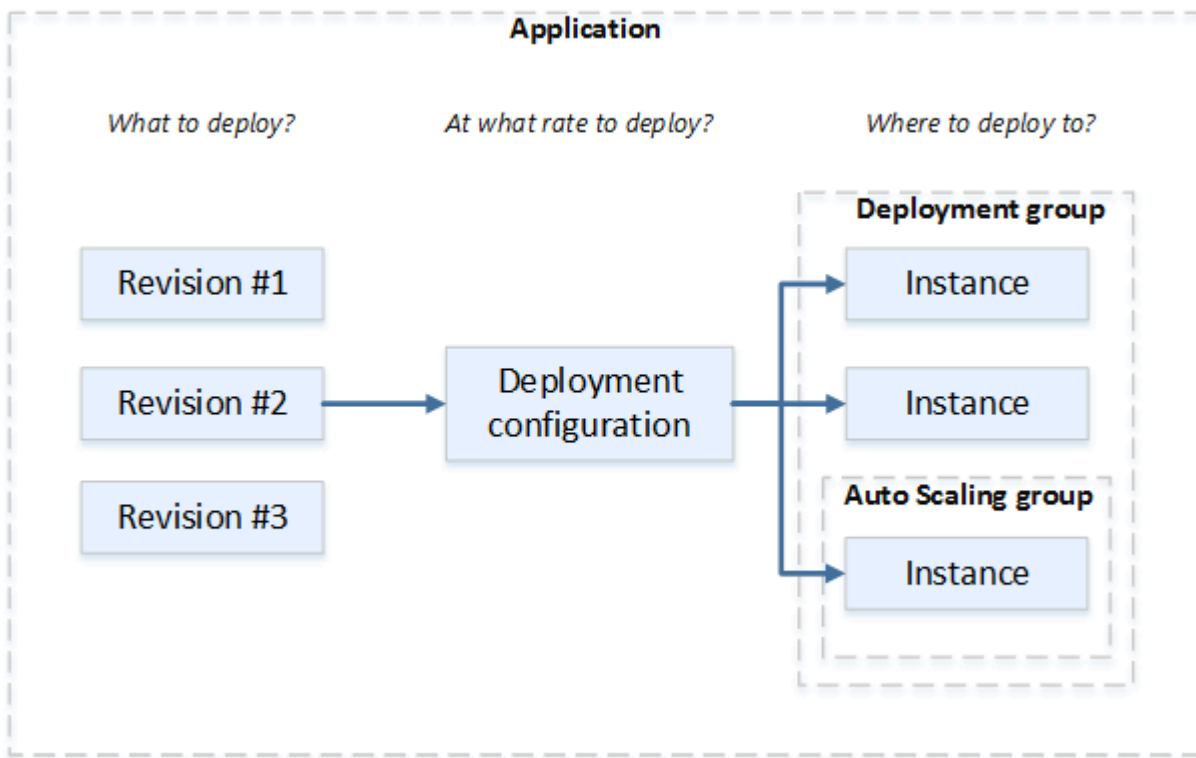 Application
What to deploy?
At what rate to deploy?
Where to deploy to?
Deployment group
Revision #1
Instance
Revision #2
Deployment
configuration
Instance
Auto Scaling group
Revision #3
Instance